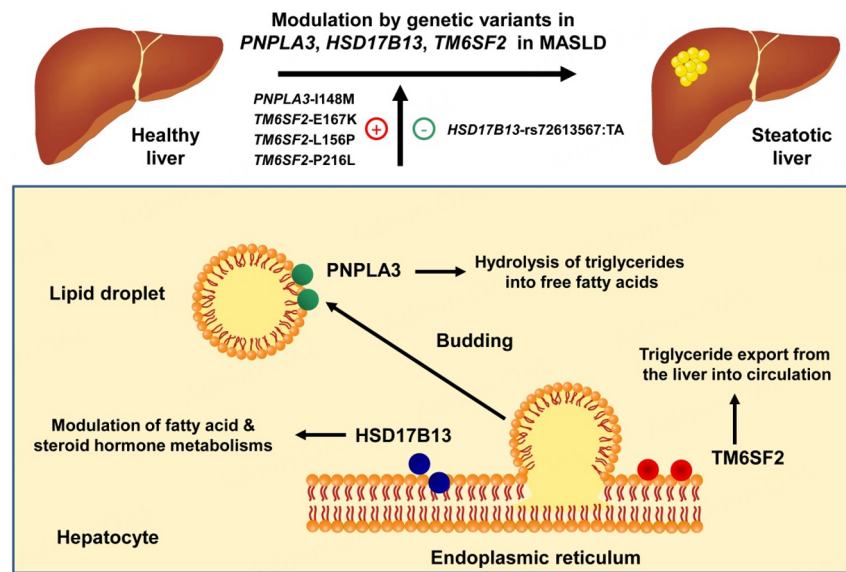 Modulation by genetic variants in
PNPLA3, HSD17B13, TM6SF2 in MASLD
Healthy
liver
PNPLA3-I148M
TM6SF2-E167K
TM6SF2-L156P
TM6SF2-P216L
+
-
HSD17B13-rs72613567:TA
Steatotic
liver
Lipid droplet
PNPLA3
Hydrolysis of triglycerides
into free fatty acids
Budding
Triglyceride export from
the liver into circulation
Modulation of fatty acid &
steroid hormone metabolisms
HSD17B13
TM6SF2
Hepatocyte
Endoplasmic reticulum